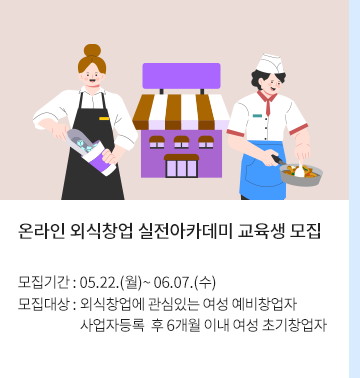 온라인 외식창업 실전아카데미 교육생 모집
모집기간 : 05.22.(월)~ 06.07.(수)
모집대상 : 외식창업에 관심있는 여성 예비창업자
사업자등록 후 6개월 이내 여성 초기창업자